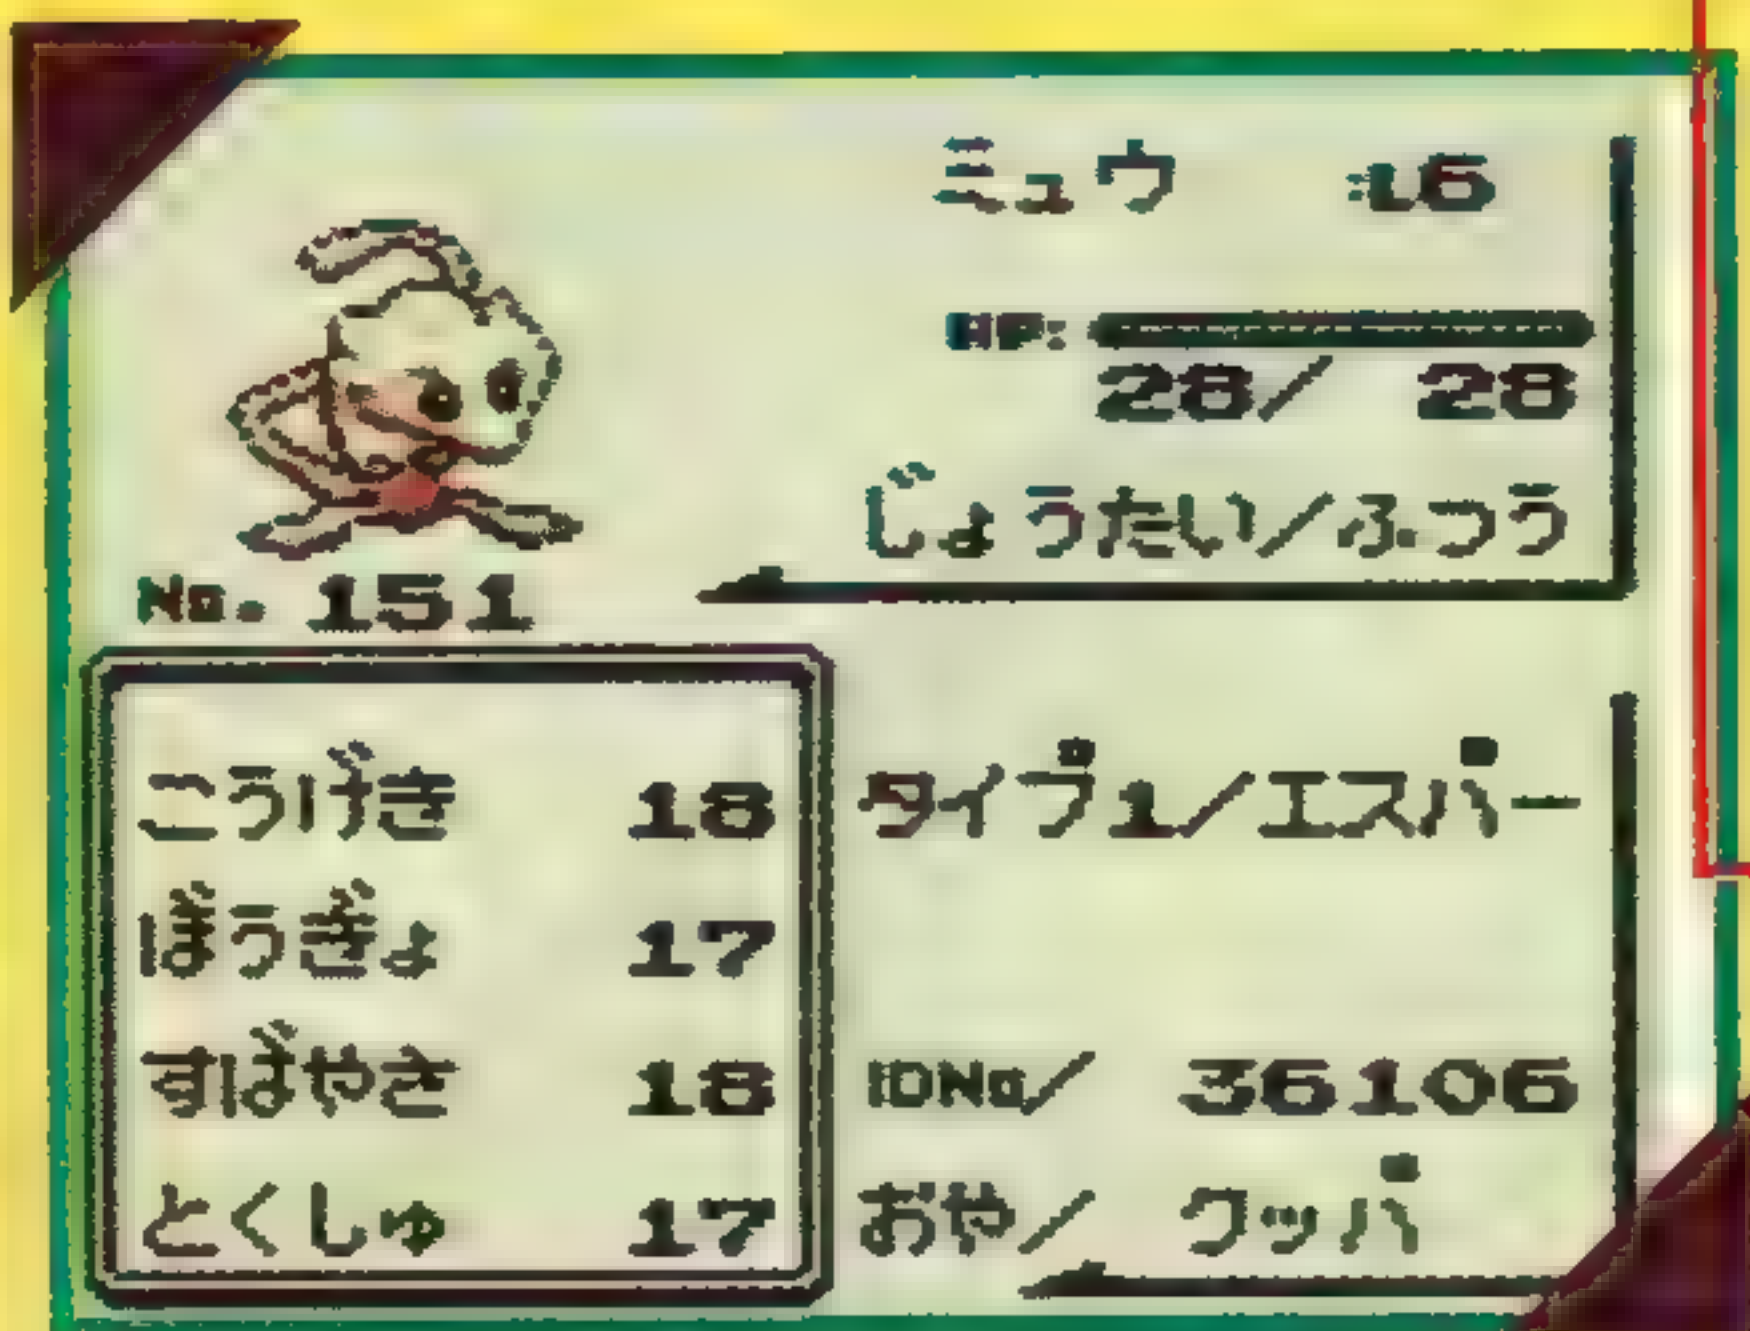 ミュウ :L6
HP:
28/ 28
じょうたい/ふつう
No. 151
こうげき 18
ぼうぎょ 17
すばやさ 18
とくしゅ 17
タイプ1/エスパー
IDNo/ 36106
おや/ クッパ